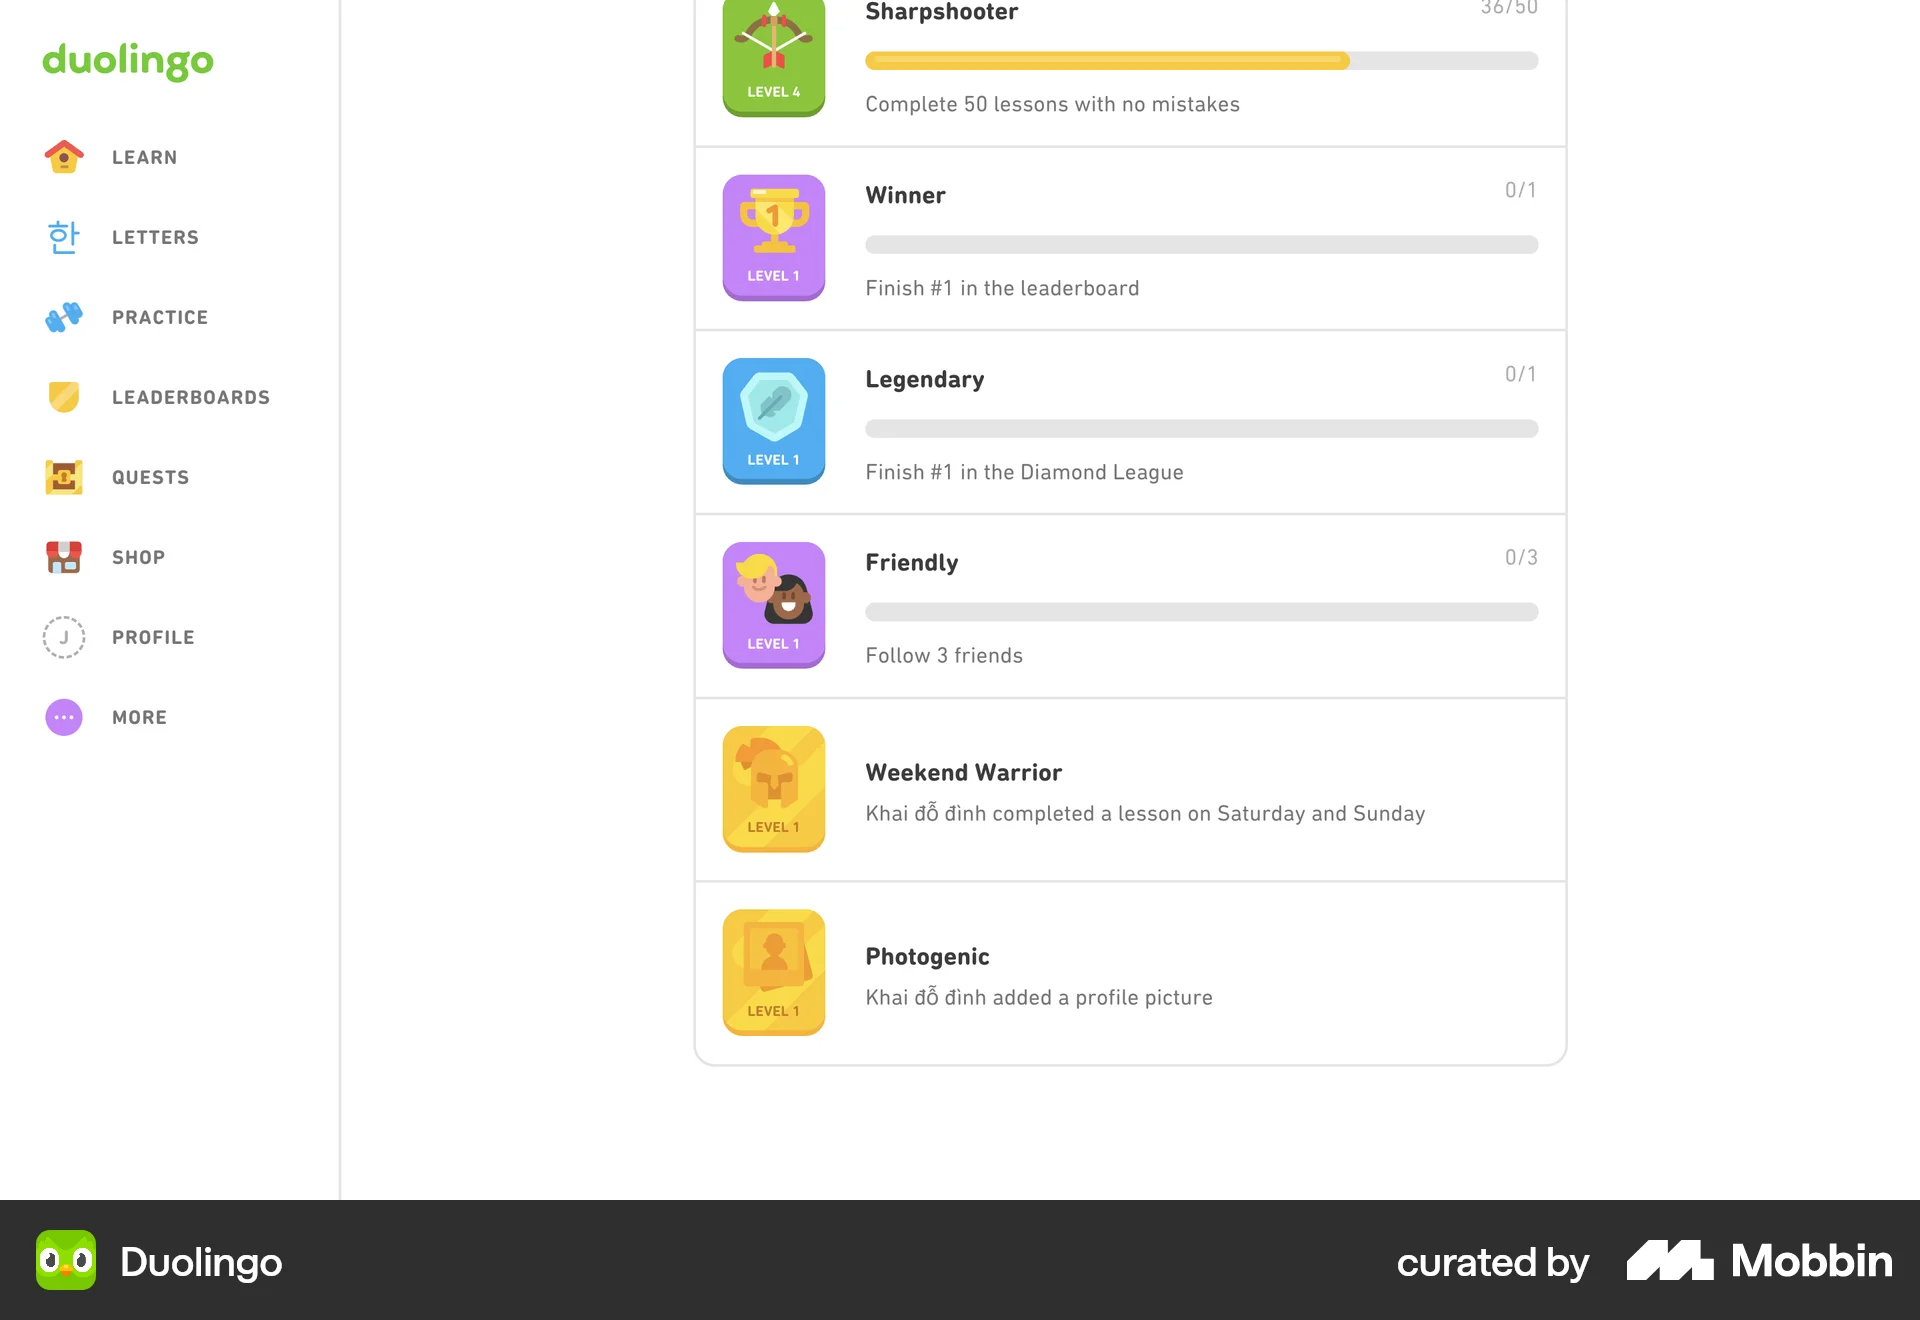 duolingo
LEARN
한
LETTERS
PRACTICE
LEADERBOARDS
QUESTS
SHOP
J
PROFILE
MORE
Sharpshooter
36/50
LEVEL 4
Complete 50 lessons with no mistakes
Winner
0/1
1
LEVEL 1
Finish #1 in the leaderboard
Legendary
0/1
LEVEL 1
Finish #1 in the Diamond League
Friendly
0/3
LEVEL 1
Follow 3 friends
Weekend Warrior
Khai đỗ đình completed a lesson on Saturday and Sunday
LEVEL 1
Photogenic
Khai đỗ đình added a profile picture
LEVEL 1
Duolingo
curated by
Mobbin